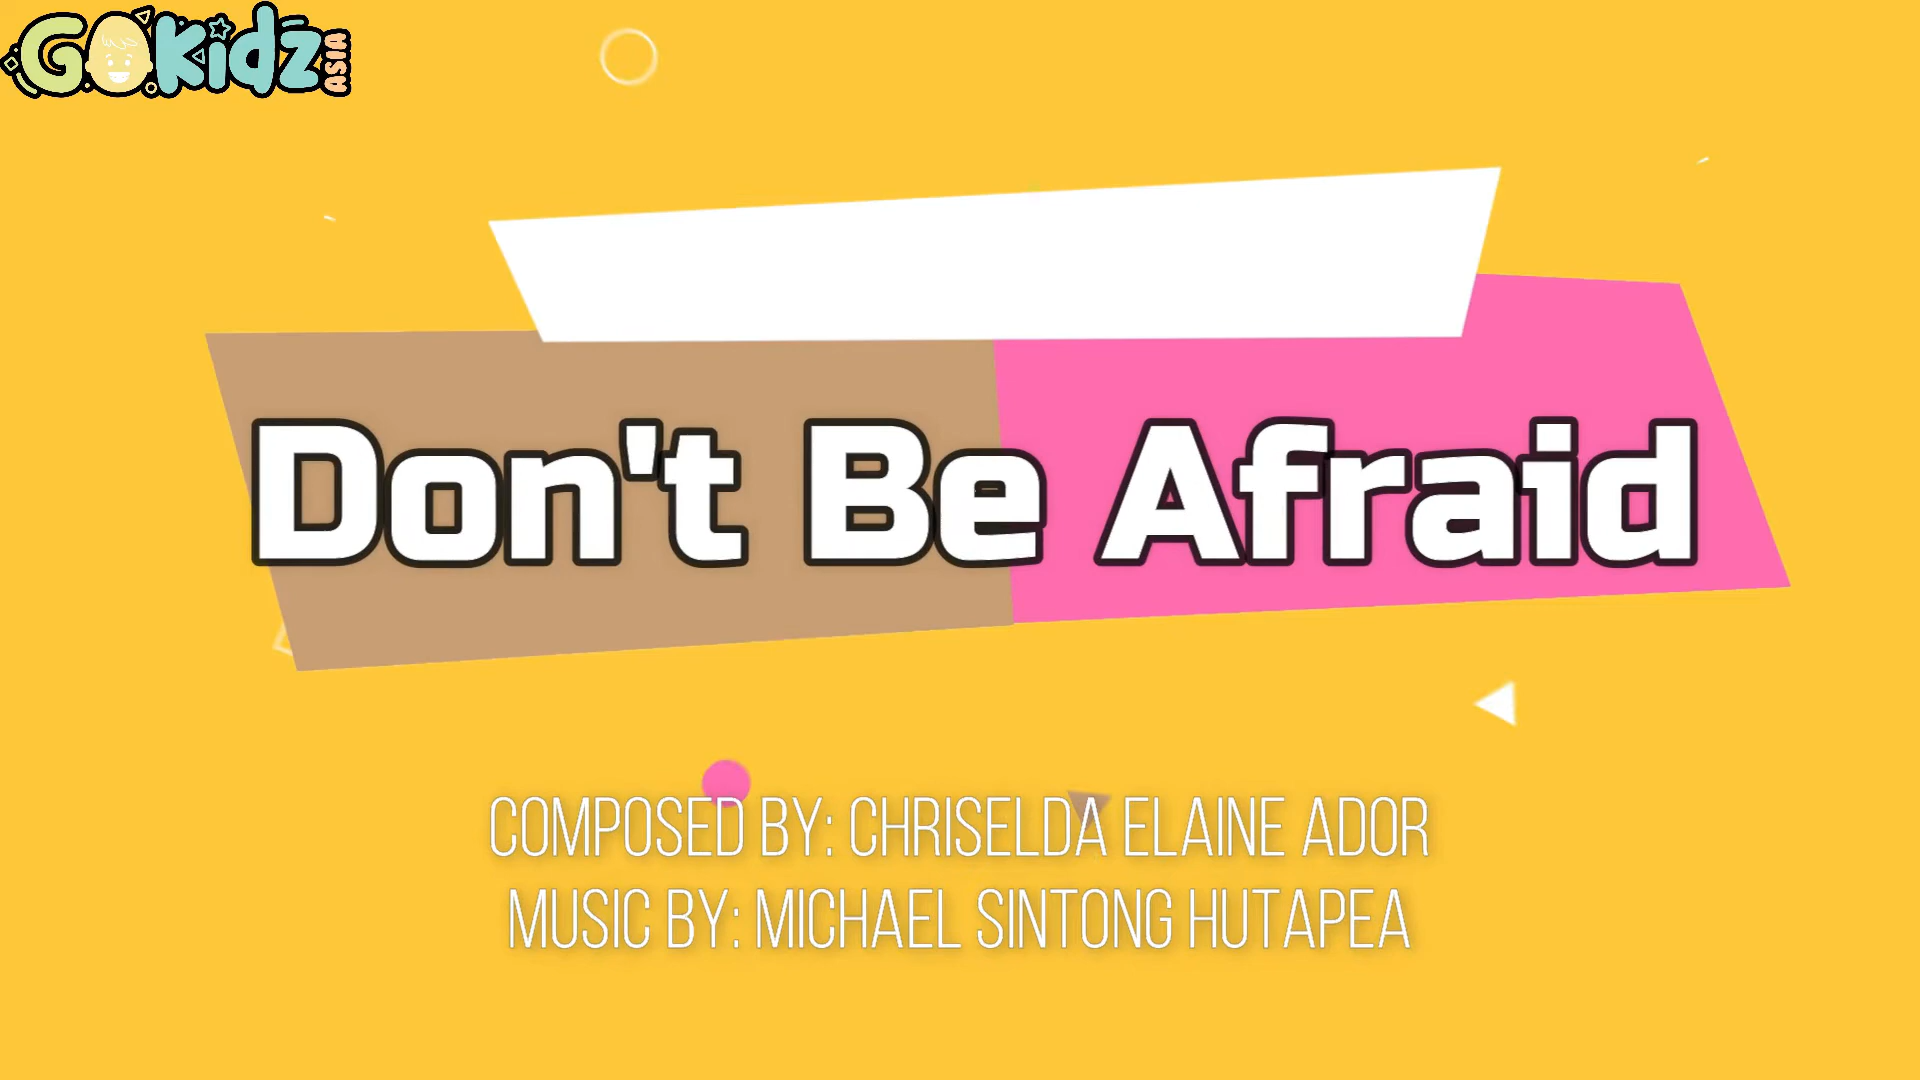 GOKidz ASIA
Don't Be Afraid
COMPOSED BY: CHRISELDA ELAINE ADOR
MUSIC BY: MICHAEL SINTONG HUTAPEA